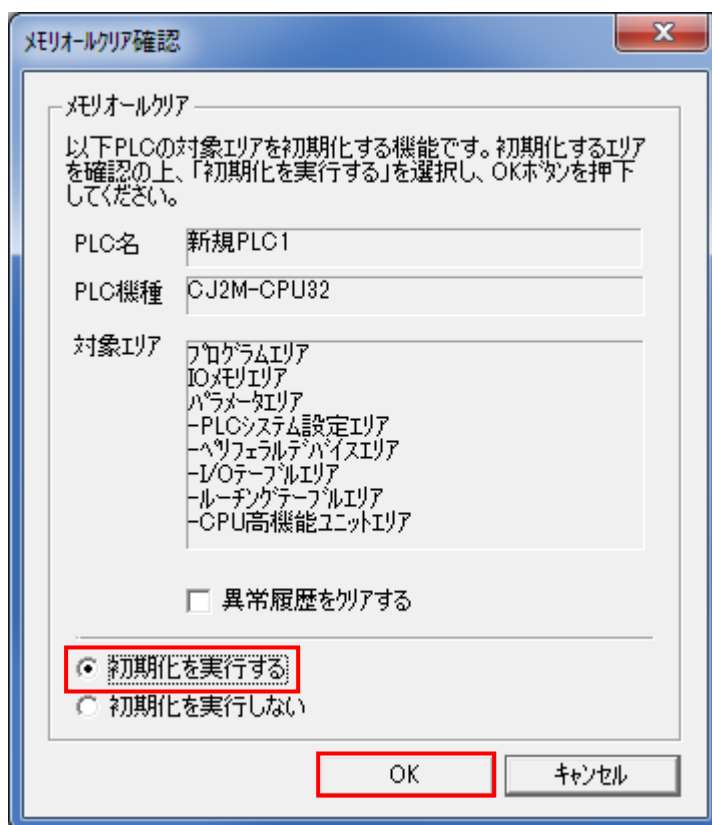 ﾒﾓﾘｵｰﾙｸﾘｱ確認
ﾒﾓﾘｵｰﾙｸﾘｱ
以下PLCの対象ｴﾘｱを初期化する機能です。初期化するｴﾘｱ
を確認の上、「初期化を実行する」を選択し、OKﾎﾞﾀﾝを押下
してください。
PLC名 新規PLC1
PLC機種 CJ2M-CPU32
対象ｴﾘｱ
ﾌﾟﾛｸﾞﾗﾑｴﾘｱ
IOﾒﾓﾘｴﾘｱ
ﾊﾟﾗﾒｰﾀｴﾘｱ
-PLCｼｽﾃﾑ設定ｴﾘｱ
-ﾍﾟﾘﾌｪﾗﾙﾃﾞﾊﾞｲｽｴﾘｱ
-I/Oﾃｰﾌﾞﾙｴﾘｱ
-ﾙｰﾁﾝｸﾞﾃｰﾌﾞﾙｴﾘｱ
-CPU高機能ﾕﾆｯﾄｴﾘｱ
異常履歴をｸﾘｱする
初期化を実行する
初期化を実行しない
OK ｷｬﾝｾﾙ